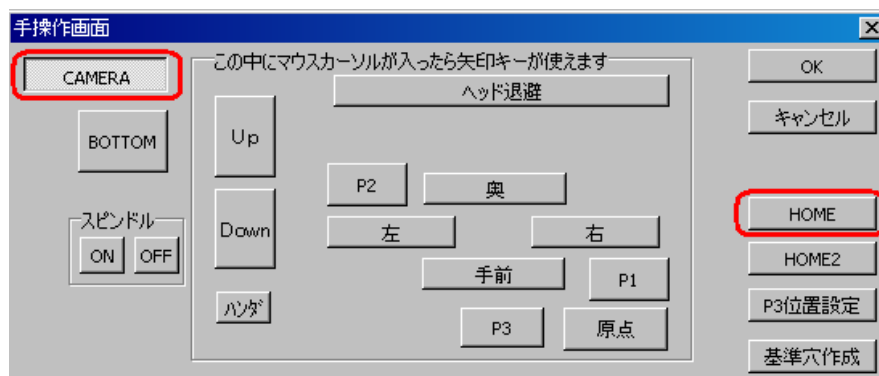 手操作画面
CAMERA
BOTTOM
スピンドル
ON OFF
この中にマウスカーソルが入ったら矢印キーが使えます
ヘッド退避
Up
Down
ﾊﾝﾀﾞ
P2
奥
左
右
手前
P1
P3
原点
OK
キャンセル
HOME
HOME2
P3位置設定
基準穴作成